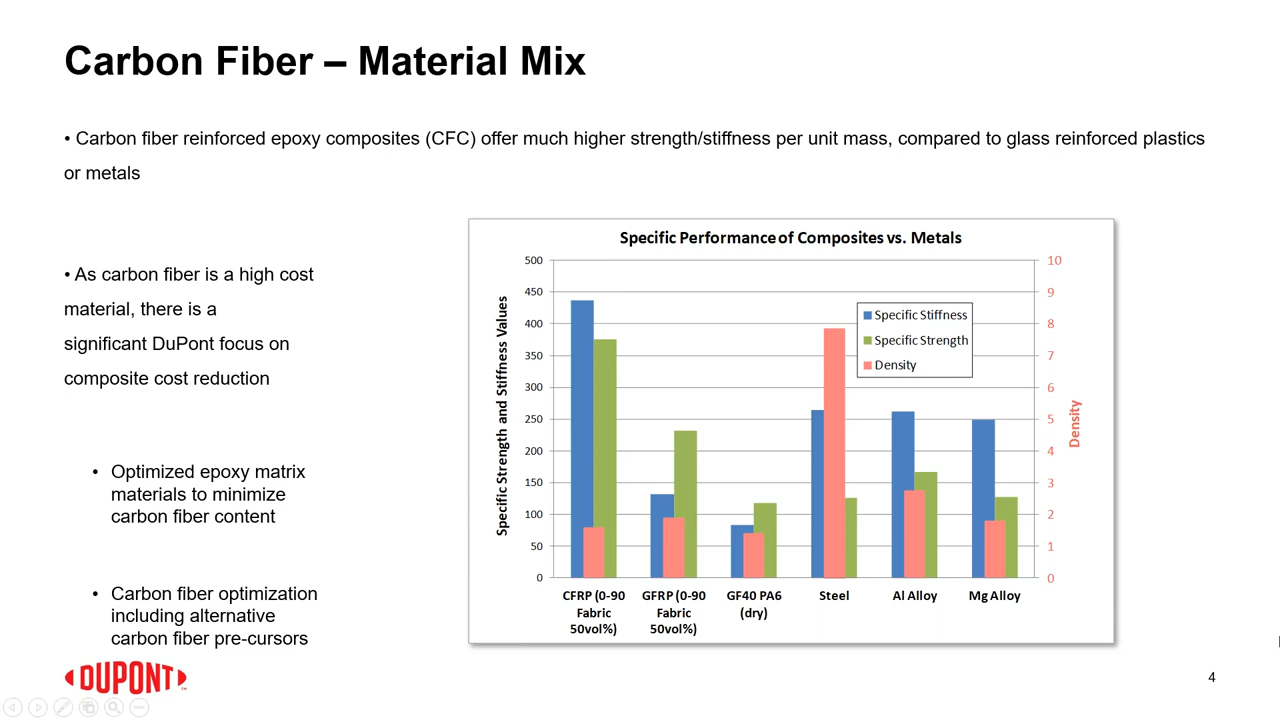 Carbon Fiber – Material Mix
• Carbon fiber reinforced epoxy composites (CFC) offer much higher strength/stiffness per unit mass, compared to glass reinforced plastics
or metals
• As carbon fiber is a high cost
material, there is a
significant DuPont focus on
composite cost reduction
• Optimized epoxy matrix
materials to minimize
carbon fiber content
• Carbon fiber optimization
including alternative
carbon fiber pre-cursors
Specific Performance of Composites vs. Metals
Specific Strength and Stiffness Values
500
450
400
350
300
250
200
150
100
50
0
Specific Stiffness
Specific Strength
Density
10
9
8
7
6
5
4
3
2
1
0
Density
CFRP (0-90
Fabric
50vol%)
GFRP (0-90
Fabric
50vol%)
GF40 PA6
(dry)
Steel
Al Alloy
Mg Alloy
DUPONT™
4